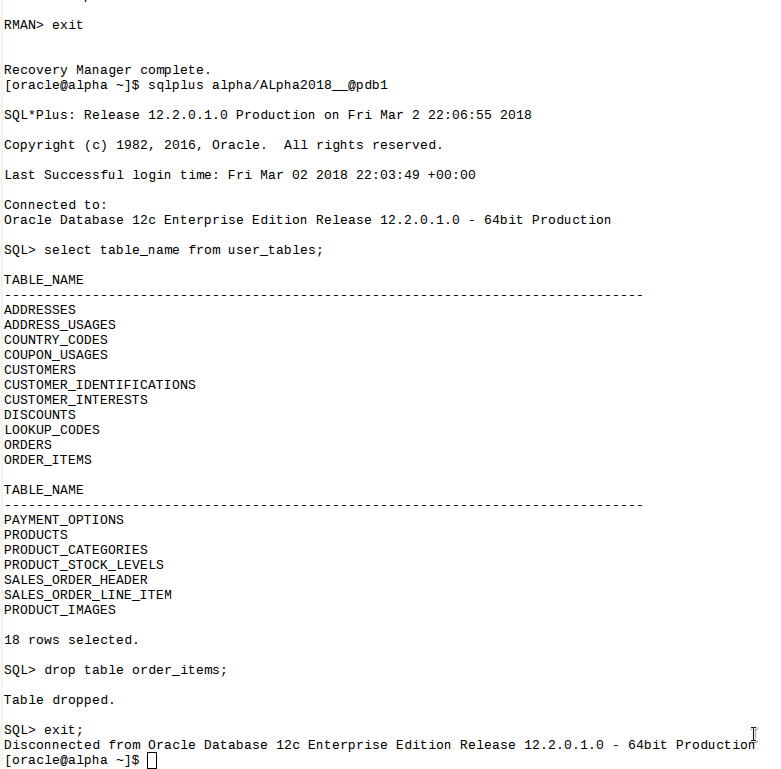 RMAN> exit
Recovery Manager complete.
[oracle@alpha ~]$ sqlplus alpha/ALpha2018__@pdb1
SQL*Plus: Release 12.2.0.1.0 Production on Fri Mar 2 22:06:55 2018
Copyright (c) 1982, 2016, Oracle.  All rights reserved.
Last Successful login time: Fri Mar 02 2018 22:03:49 +00:00
Connected to:
Oracle Database 12c Enterprise Edition Release 12.2.0.1.0 - 64bit Production
SQL> select table_name from user_tables;
TABLE_NAME
--------------------------------------------------------------------------------
ADDRESSES
ADDRESS_USAGES
COUNTRY_CODES
COUPON_USAGES
CUSTOMERS
CUSTOMER_IDENTIFICATIONS
CUSTOMER_INTERESTS
DISCOUNTS
LOOKUP_CODES
ORDERS
ORDER_ITEMS
TABLE_NAME
--------------------------------------------------------------------------------
PAYMENT_OPTIONS
PRODUCTS
PRODUCT_CATEGORIES
PRODUCT_STOCK_LEVELS
SALES_ORDER_HEADER
SALES_ORDER_LINE_ITEM
PRODUCT_IMAGES
18 rows selected.
SQL> drop table order_items;
Table dropped.
SQL> exit;
Disconnected from Oracle Database 12c Enterprise Edition Release 12.2.0.1.0 - 64bit Production
[oracle@alpha ~]$